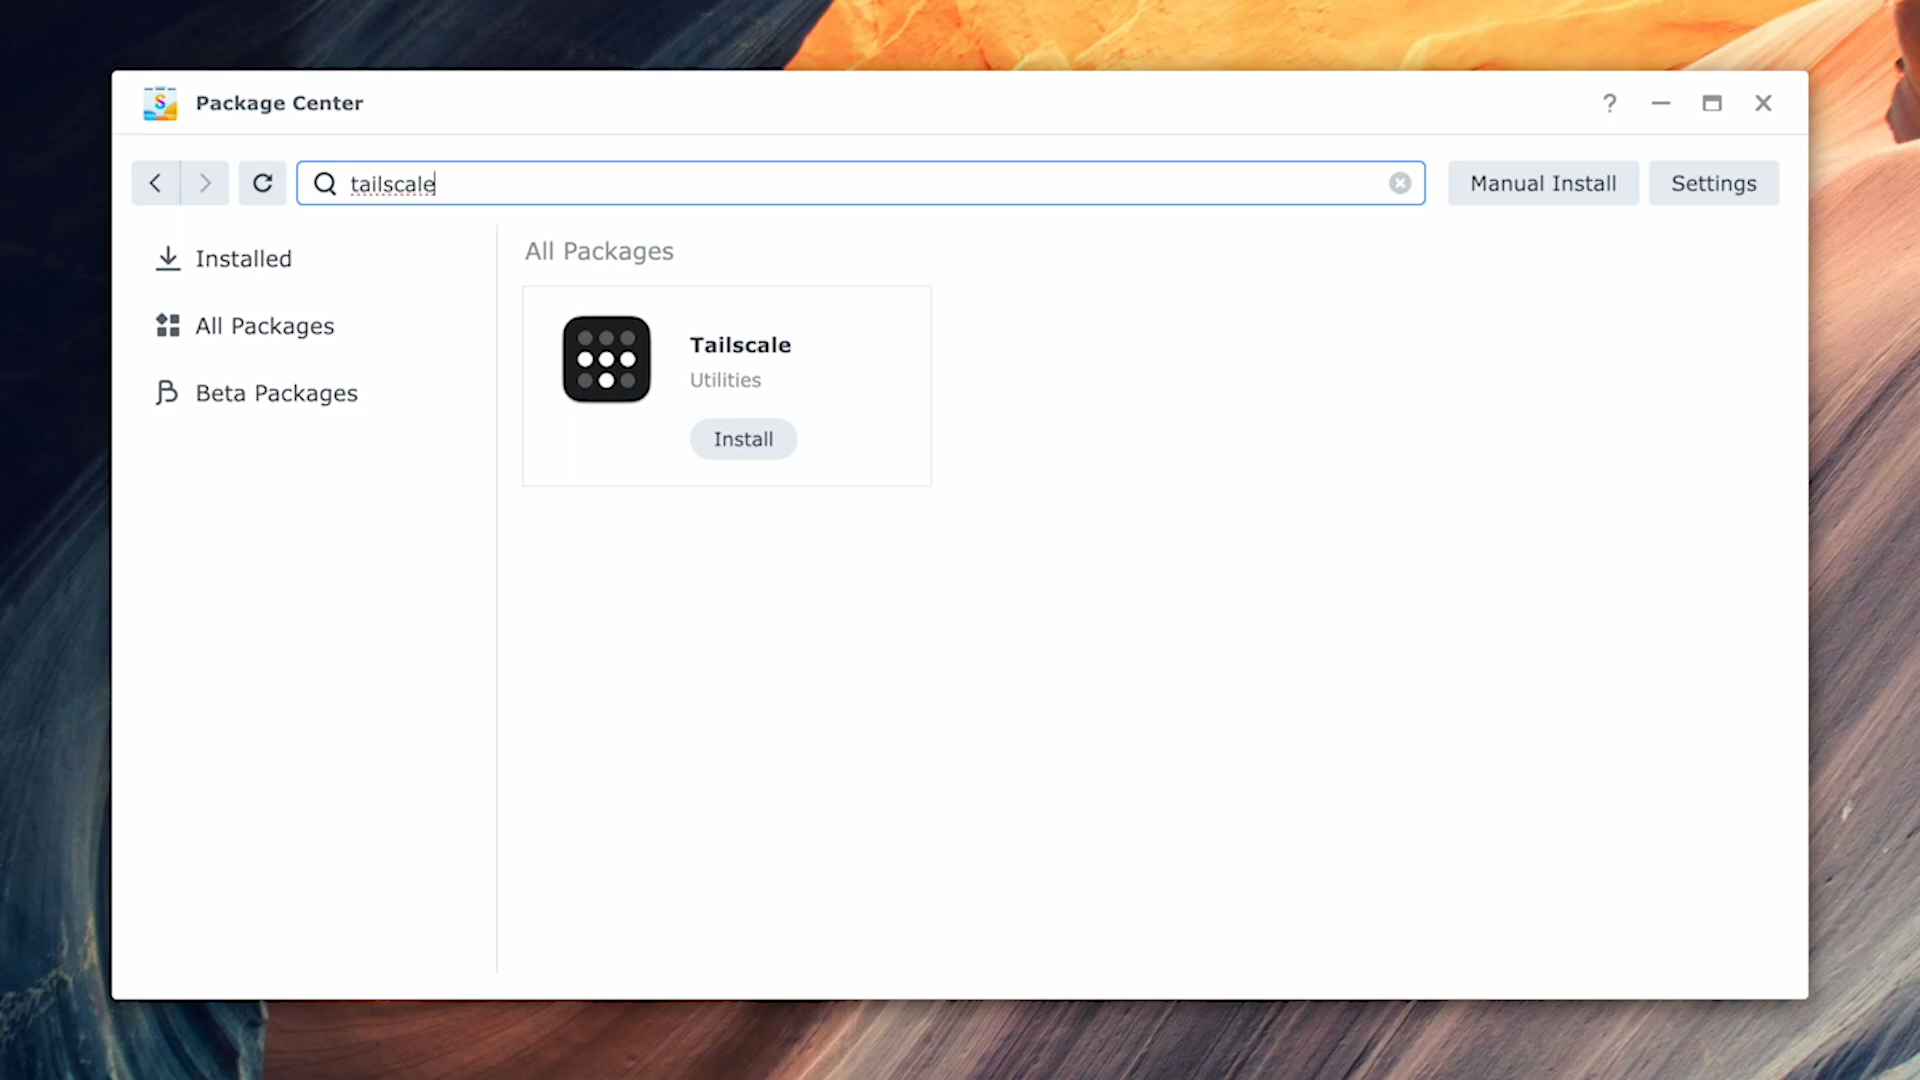 Package Center
tailscale
Manual Install
Settings
Installed
All Packages
Beta Packages
All Packages
Tailscale
Utilities
Install